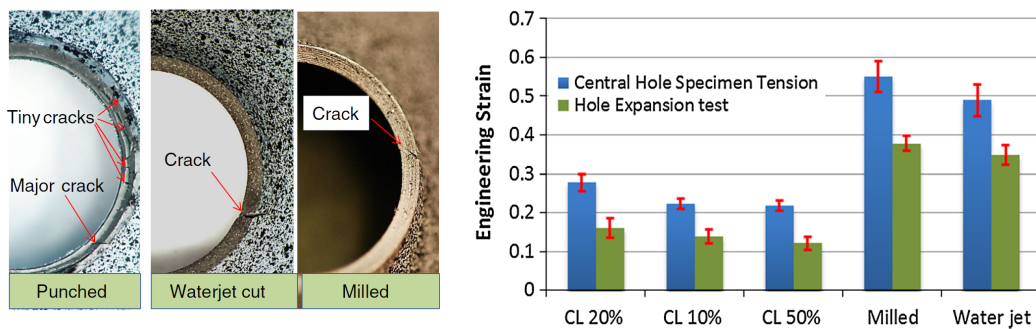 Tiny cracks
Major crack
Punched
Crack
Waterjet cut
Crack
Milled
Engineering Strain
0.7
0.6
0.5
0.4
0.3
0.2
0.1
0
Central Hole Specimen Tension
Hole Expansion test
CL 20%
CL 10%
CL 50%
Milled
Water jet